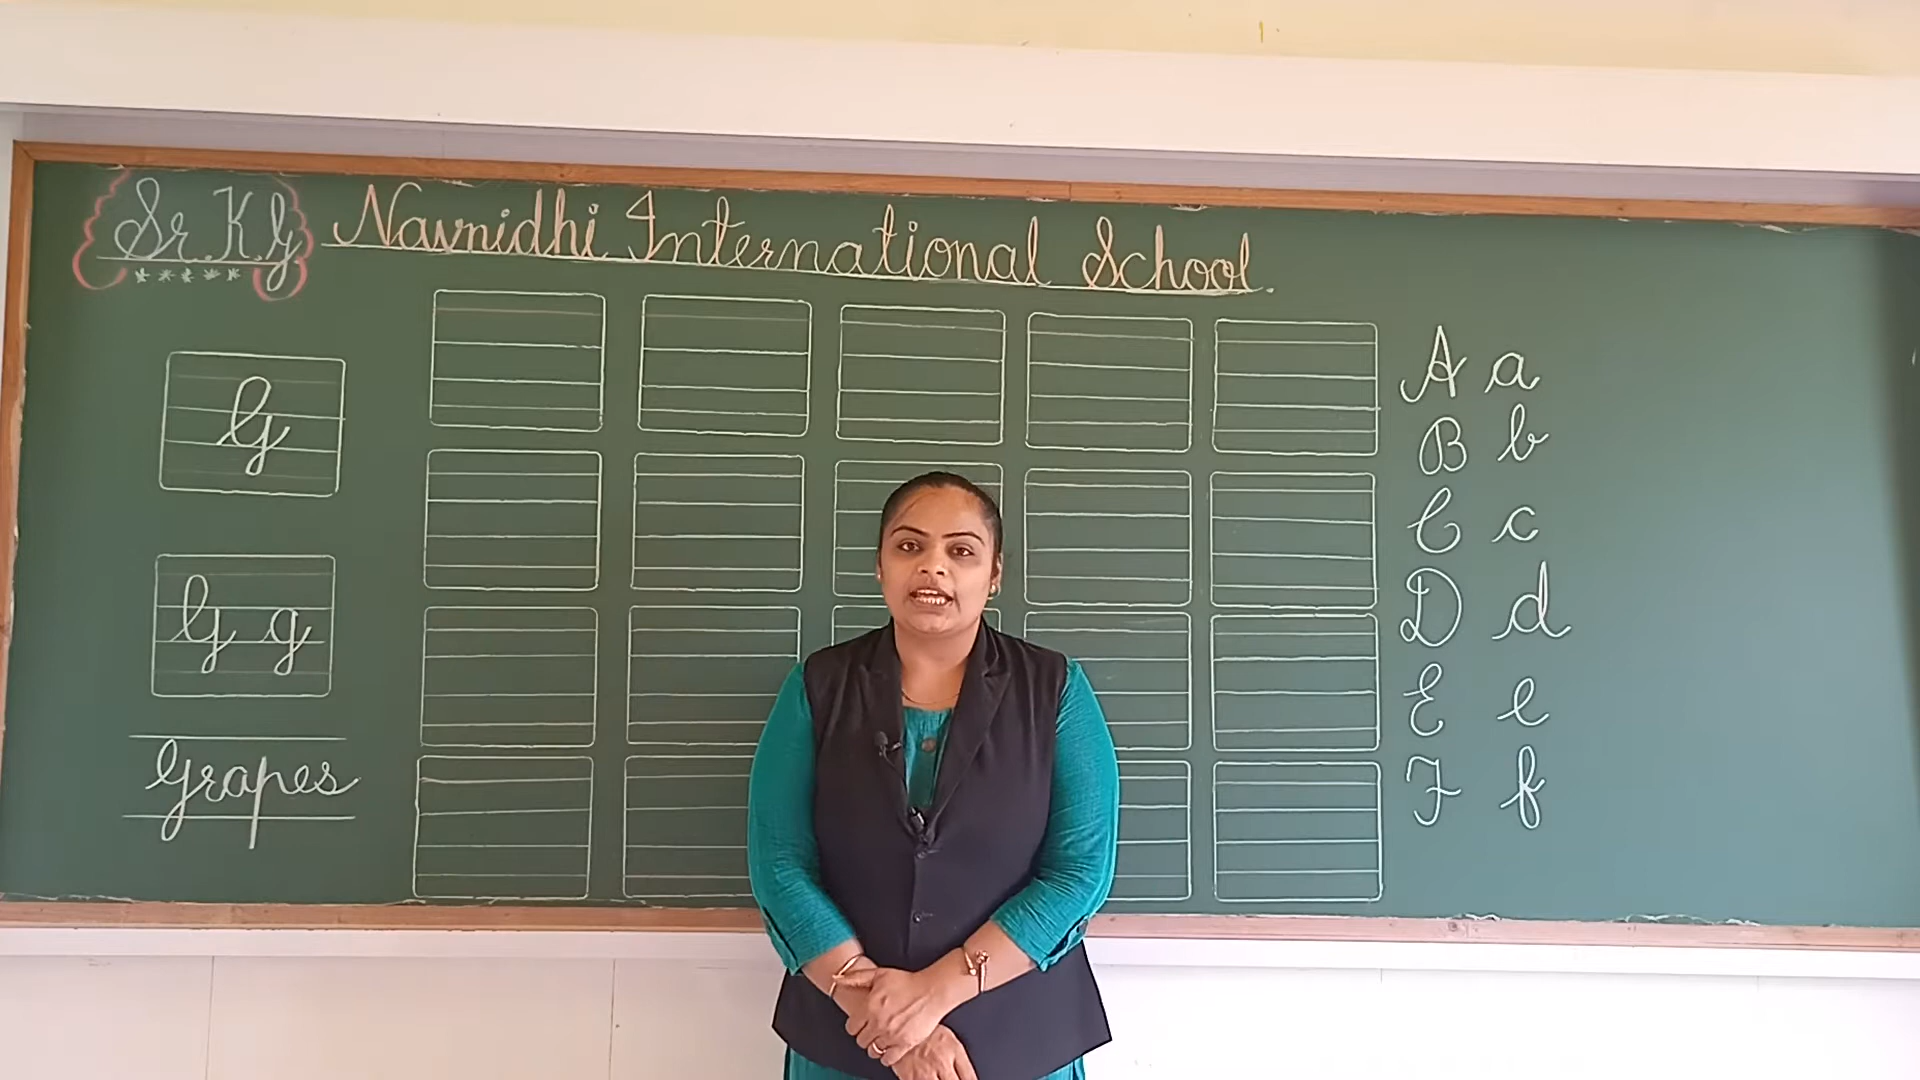 Sr. K.G Navnidhi International School.
G
G g
Grapes
A a
B b
C c
D d
E e
F f